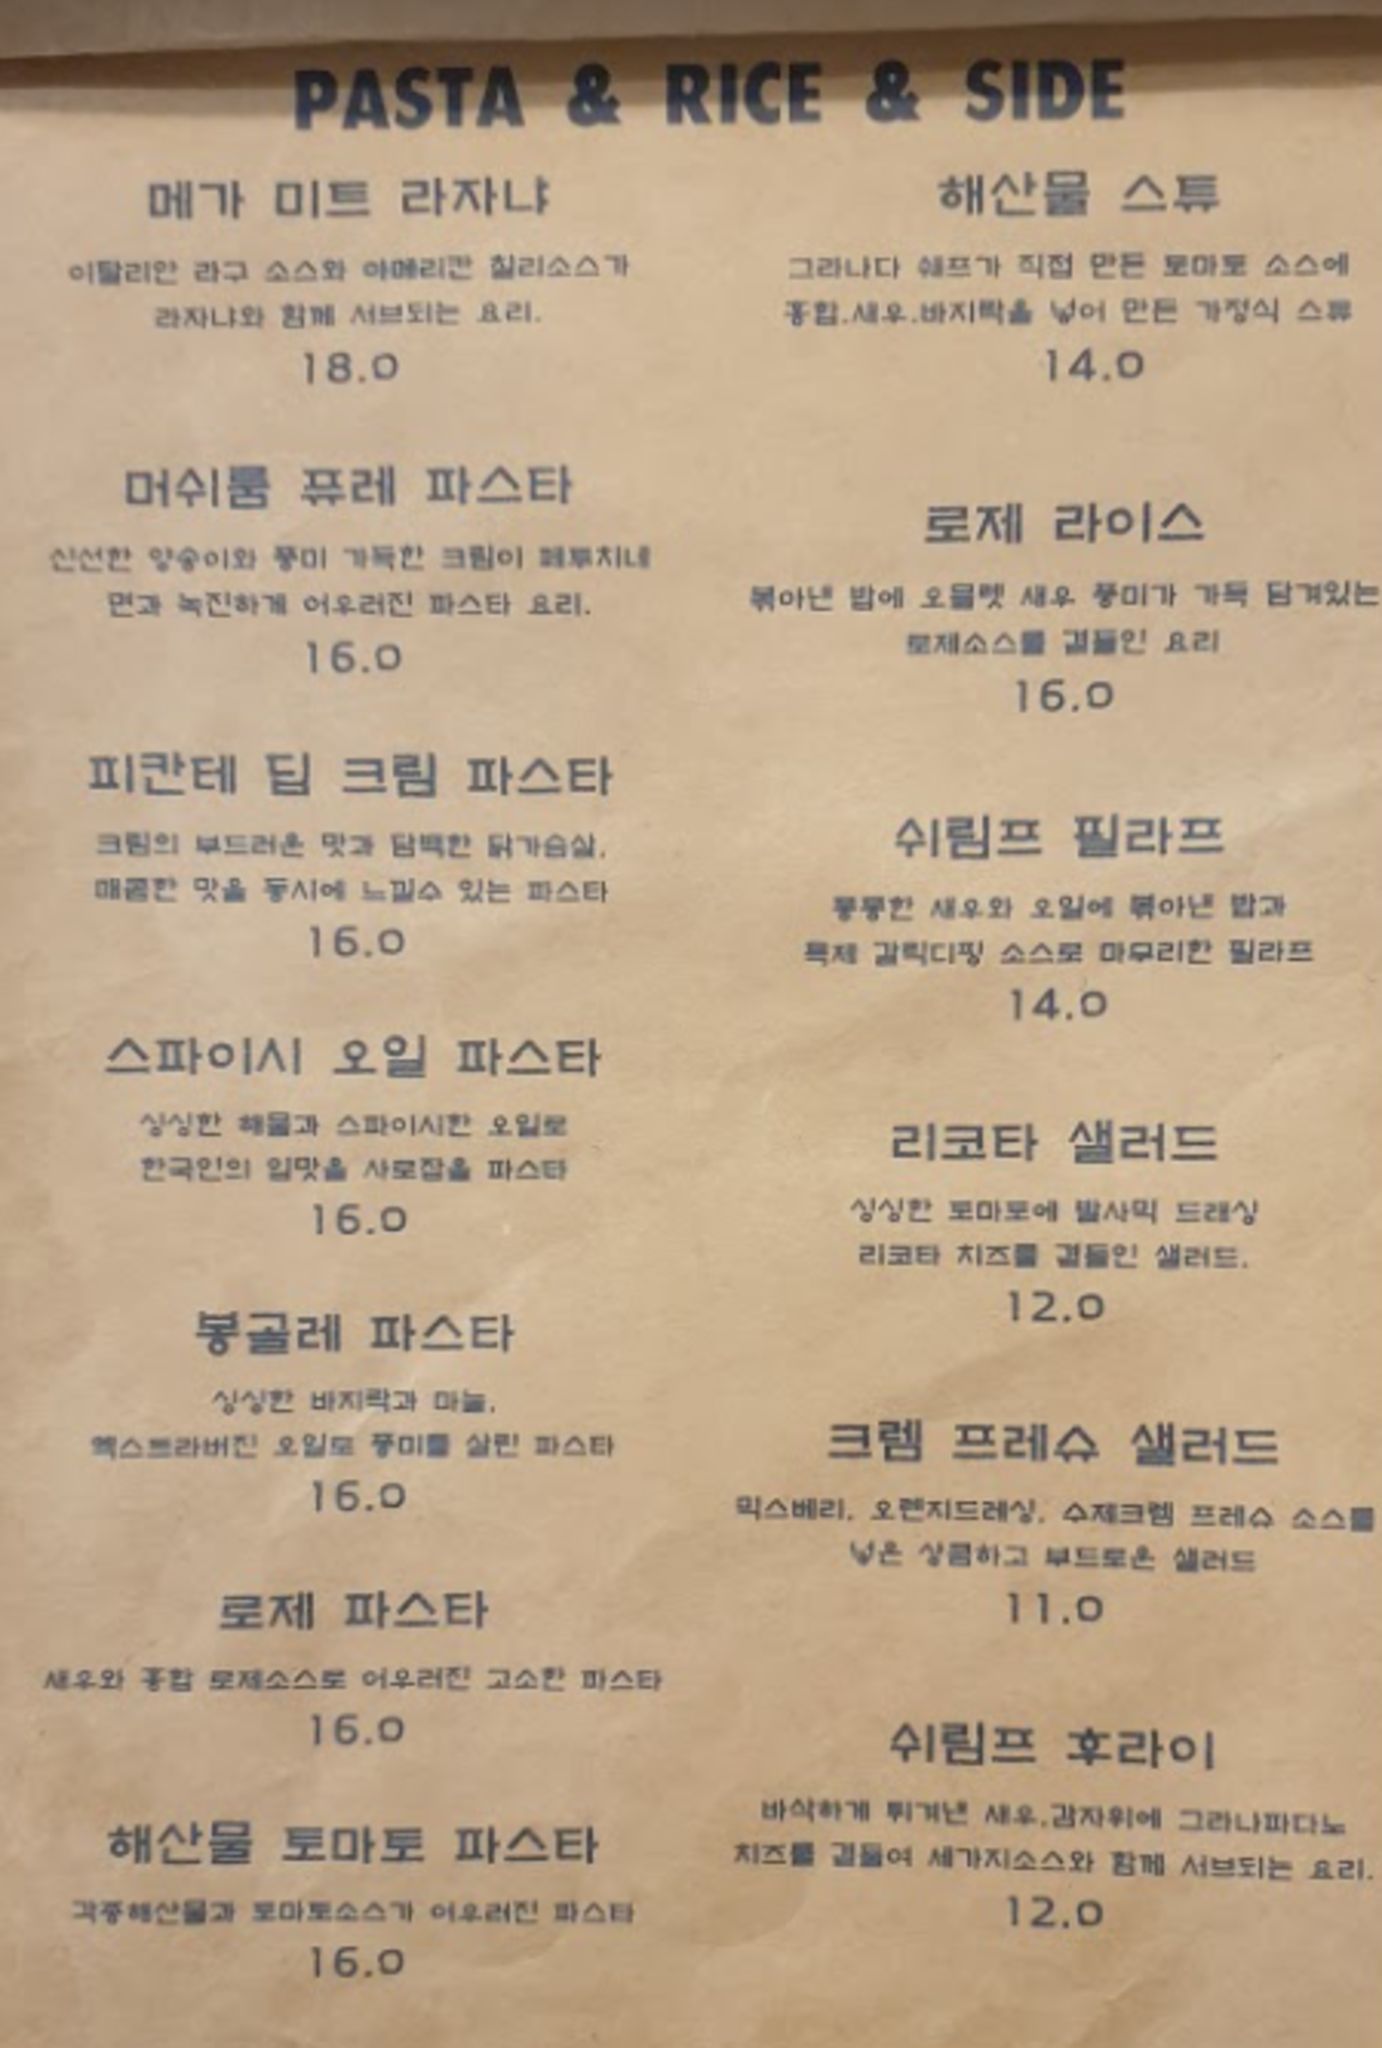 PASTA & RICE & SIDE
메가 미트 라자냐
이탈리안 라구 소스와 아메리칸 칠리소스가
라자냐와 함께 서브되는 요리.
18.0
머쉬룸 퓨레 파스타
신선한 양송이와 풍미 가득한 크림이 페투치네
면과 녹진하게 어우러진 파스타 요리.
16.0
피칸테 딥 크림 파스타
크림의 부드러운 맛과 담백한 닭가슴살,
매콤한 맛을 동시에 느낄수 있는 파스타
16.0
스파이시 오일 파스타
싱싱한 해물과 스파이시한 오일로
한국인의 입맛을 사로잡을 파스타
16.0
봉골레 파스타
싱싱한 바지락과 마늘,
엑스트라버진 오일로 풍미를 살린 파스타
16.0
로제 파스타
새우와 홍합 로제소스로 어우러진 고소한 파스타
16.0
해산물 토마토 파스타
각종해산물과 토마토소스가 어우러진 파스타
16.0
해산물 스튜
그라나다 쉐프가 직접 만든 토마토 소스에
홍합,새우,바지락을 넣어 만든 가정식 스튜
14.0
로제 라이스
볶아낸 밥에 오믈렛 새우 풍미가 가득 담겨있는
로제소스를 곁들인 요리
16.0
쉬림프 필라프
통통한 새우와 오일에 볶아낸 밥과
특제 갈릭디핑 소스로 마무리한 필라프
14.0
리코타 샐러드
싱싱한 토마토에 발사믹 드래싱
리코타 치즈를 곁들인 샐러드.
12.0
크렘 프레슈 샐러드
믹스베리, 오렌지드레싱, 수제크렘 프레슈 소스를
넣은 상큼하고 부드로운 샐러드
11.0
쉬림프 후라이
바삭하게 튀겨낸 새우,감자위에 그라나파다노
치즈를 곁들여 세가지소스와 함께 서브되는 요리.
12.0